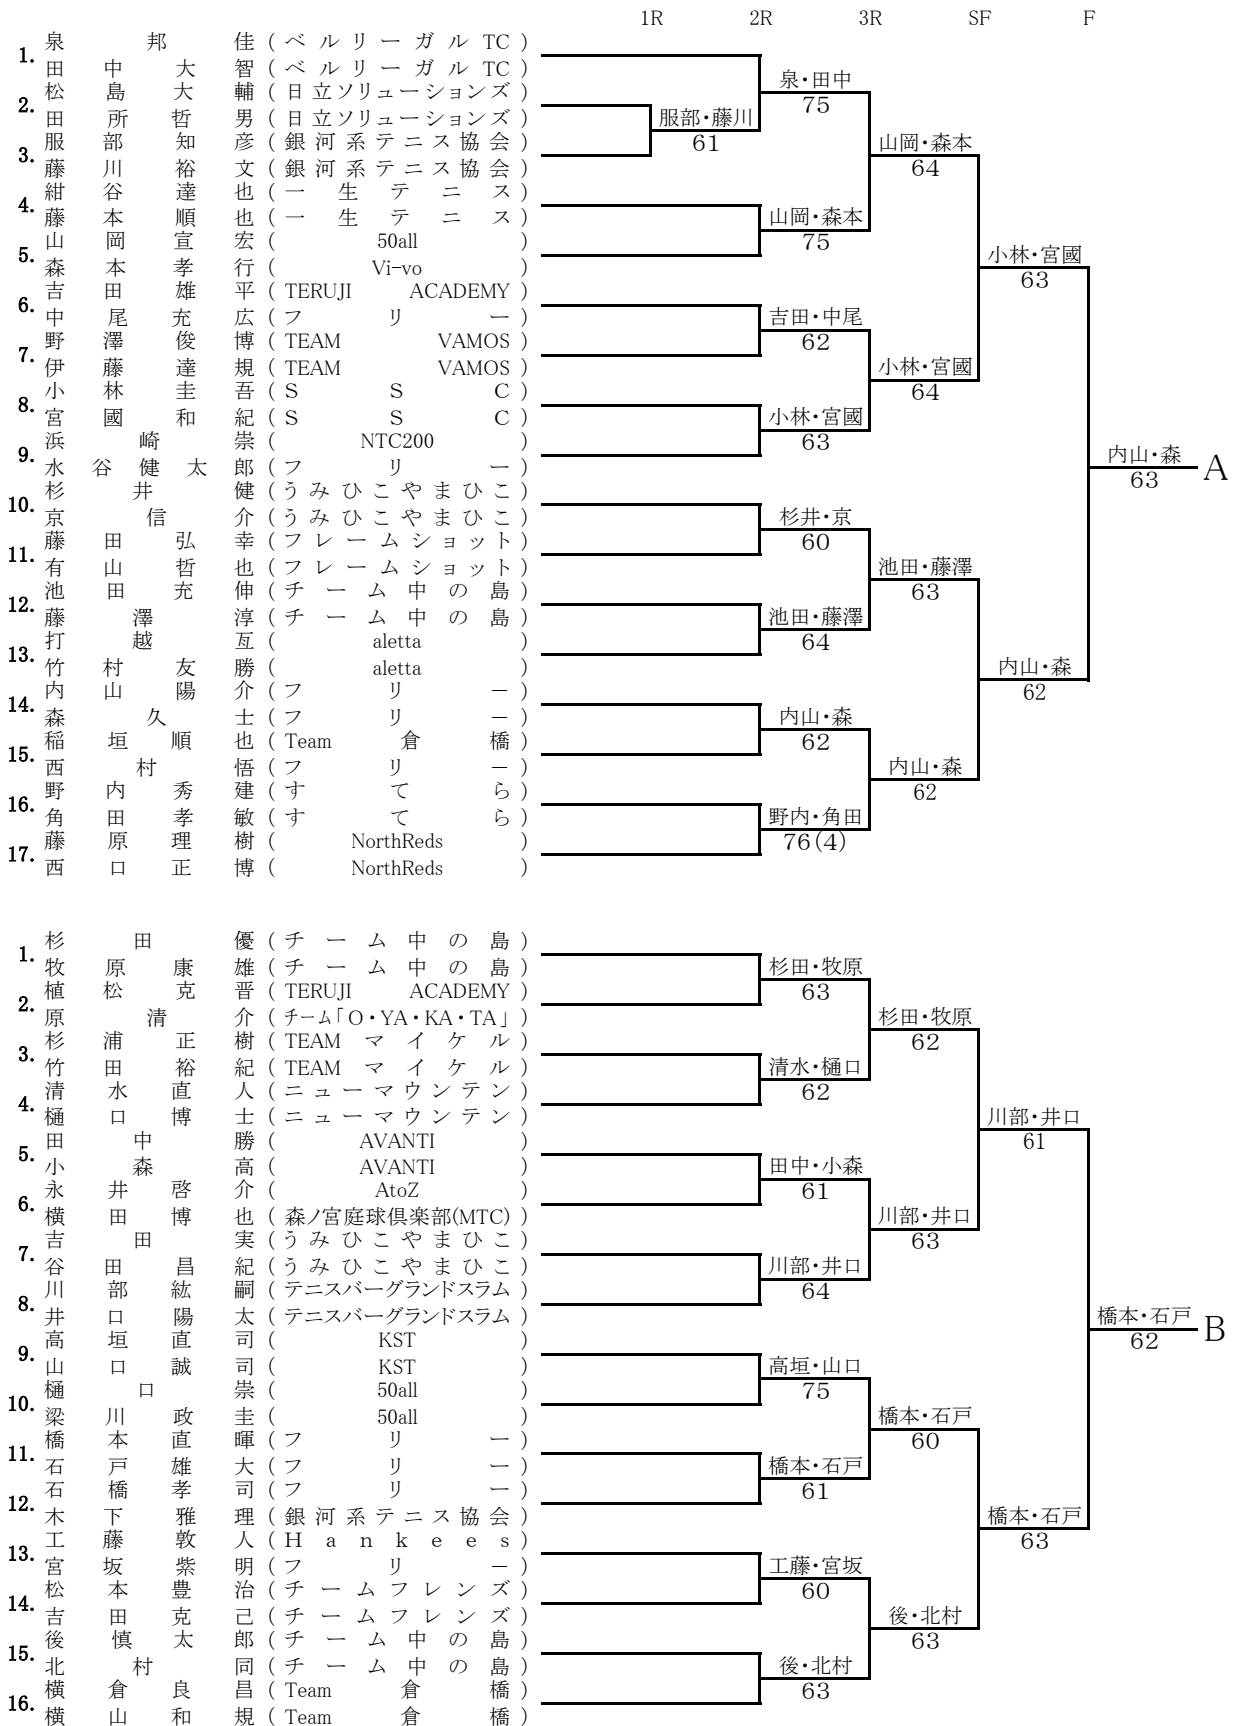 1R 2R 3R SF F
1. 泉邦佳(ベルリーガルTC)
田中大智(ベルリーガルTC)
2. 松島大輔(日立ソリューションズ)
田所哲男(日立ソリューションズ)
3. 服部知彦(銀河系テニス協会)
藤川裕文(銀河系テニス協会)
4. 紺谷達也(一生テニス)
藤本順也(一生テニス)
5. 山岡宣宏(50all)
森本孝行(Vi-vo)
6. 吉田雄平(TERUJI ACADEMY)
中尾充広(フリー)
7. 野澤俊博(TEAM VAMOS)
伊藤達規(TEAM VAMOS)
8. 小林圭吾(SSC)
宮國和紀(SSC)
9. 浜崎崇(NTC200)
水谷健太郎(フリー)
10. 杉井健(うみひこやまひこ)
京信介(うみひこやまひこ)
11. 藤田弘幸(フレームショット)
有山哲也(フレームショット)
12. 池田充伸(チーム中の島)
藤澤淳(チーム中の島)
13. 打越亙(aletta)
竹村友勝(aletta)
14. 内山陽介(フリー)
森久士(フリー)
15. 稲垣順也(Team 倉橋)
西村悟(フリー)
16. 野内秀建(すてら)
角田孝敏(すてら)
17. 藤原理樹(NorthReds)
西口正博(NorthReds)
服部・藤川
61
泉・田中
75
山岡・森本
75
吉田・中尾
62
小林・宮國
63
杉井・京
60
池田・藤澤
64
内山・森
62
野内・角田
76(4)
山岡・森本
64
小林・宮國
64
池田・藤澤
63
内山・森
62
小林・宮國
63
内山・森
62
内山・森
63
A
1. 杉田優(チーム中の島)
牧原康雄(チーム中の島)
2. 植松克晋(TERUJI ACADEMY)
原清介(チーム「O・YA・KA・TA」)
3. 杉浦正樹(TEAM マイケル)
竹田裕紀(TEAM マイケル)
4. 清水直人(ニューマウンテン)
樋口博士(ニューマウンテン)
5. 田中勝(AVANTI)
小森高(AVANTI)
6. 永井啓介(AtoZ)
横田博也(森ノ宮庭球倶楽部(MTC))
7. 吉田実(うみひこやまひこ)
谷田昌紀(うみひこやまひこ)
8. 川部紘嗣(テニスバーグランドスラム)
井口陽太(テニスバーグランドスラム)
9. 高垣直司(KST)
山口誠司(KST)
10. 樋口崇(50all)
梁川政圭(50all)
11. 橋本直暉(フリー)
石戸雄大(フリー)
12. 石橋孝司(フリー)
木下雅理(銀河系テニス協会)
13. 工藤敦人(Hankees)
宮坂紫明(フリー)
14. 松本豊治(チームフレンズ)
吉田克己(チームフレンズ)
15. 後慎太郎(チーム中の島)
北村同(チーム中の島)
16. 横倉良昌(Team 倉橋)
横山和規(Team 倉橋)
杉田・牧原
63
清水・樋口
62
田中・小森
61
川部・井口
64
高垣・山口
75
橋本・石戸
61
工藤・宮坂
60
後・北村
63
杉田・牧原
62
川部・井口
63
橋本・石戸
60
後・北村
63
川部・井口
61
橋本・石戸
63
橋本・石戸
62
B